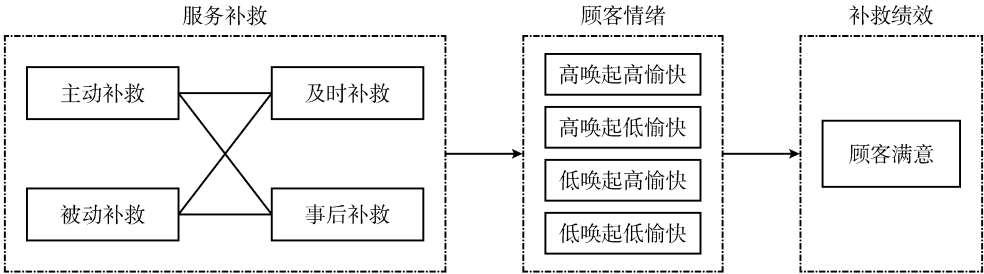 服务补救
顾客情绪
补救绩效
主动补救
及时补救
被动补救
事后补救
高唤起高愉快
高唤起低愉快
低唤起高愉快
低唤起低愉快
顾客满意